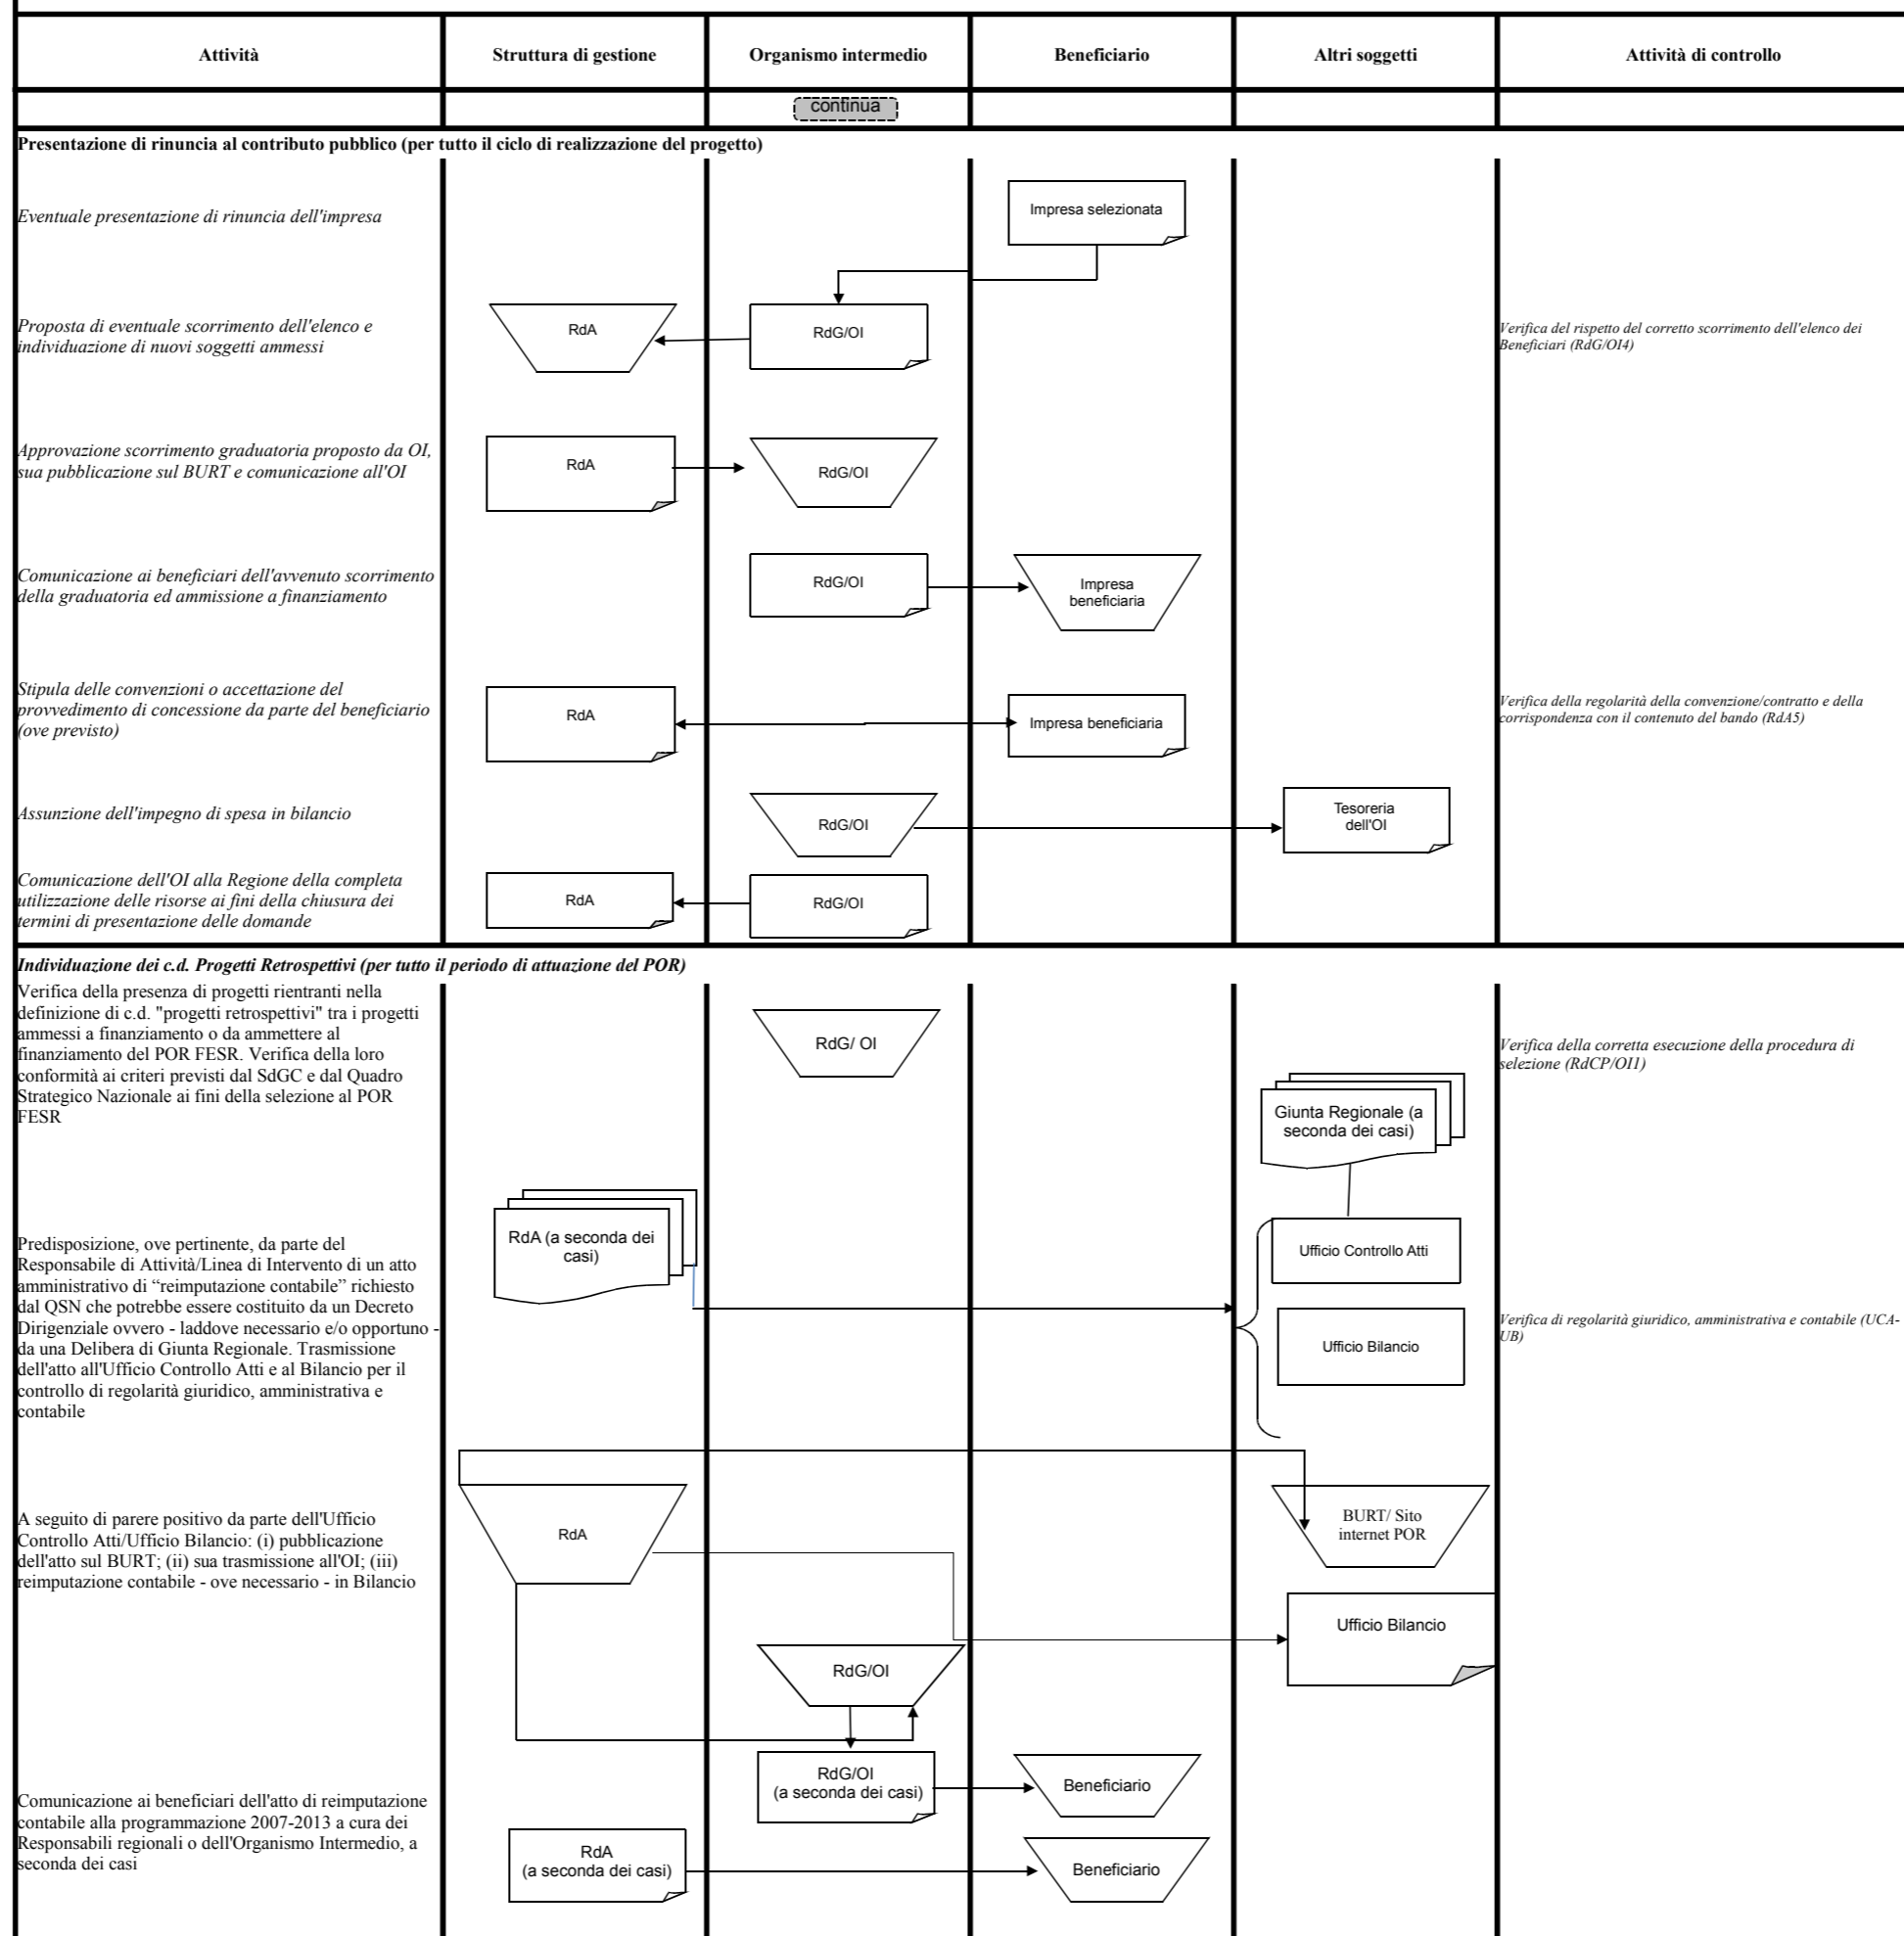 Attività
Struttura di gestione
Organismo intermedio
Beneficiario
Altri soggetti
Attività di controllo
continua
Presentazione di rinuncia al contributo pubblico (per tutto il ciclo di realizzazione del progetto)
Eventuale presentazione di rinuncia dell'impresa
Impresa selezionata
Proposta di eventuale scorrimento dell'elenco e
individuazione di nuovi soggetti ammessi
RdA
RdG/OI
Verifica del rispetto del corretto scorrimento dell'elenco dei
Beneficiari (RdG/OI4)
Approvazione scorrimento graduatoria proposto da OI,
sua pubblicazione sul BURT e comunicazione all'OI
RdA
RdG/OI
Comunicazione ai beneficiari dell'avvenuto scorrimento
della graduatoria ed ammissione a finanziamento
RdG/OI
Impresa
beneficiaria
Stipula delle convenzioni o accettazione del
provvedimento di concessione da parte del beneficiario
(ove previsto)
RdA
Impresa beneficiaria
Verifica della regolarità della convenzione/contratto e della
corrispondenza con il contenuto del bando (RdA5)
Assunzione dell'impegno di spesa in bilancio
RdG/OI
Tesoreria
dell'OI
Comunicazione dell'OI alla Regione della completa
utilizzazione delle risorse ai fini della chiusura dei
termini di presentazione delle domande
RdA
RdG/OI
Individuazione dei c.d. Progetti Retrospettivi (per tutto il periodo di attuazione del POR)
Verifica della presenza di progetti rientranti nella
definizione di c.d. "progetti retrospettivi" tra i progetti
ammessi a finanziamento o da ammettere al
finanziamento del POR FESR. Verifica della loro
conformità ai criteri previsti dal SdGC e dal Quadro
Strategico Nazionale ai fini della selezione al POR
FESR
RdG/ OI
Verifica della corretta esecuzione della procedura di
selezione (RdCP/OI1)
Giunta Regionale (a
seconda dei casi)
Predisposizione, ove pertinente, da parte del
Responsabile di Attività/Linea di Intervento di un atto
amministrativo di “reimputazione contabile” richiesto
dal QSN che potrebbe essere costituito da un Decreto
Dirigenziale ovvero - laddove necessario e/o opportuno -
da una Delibera di Giunta Regionale. Trasmissione
dell'atto all'Ufficio Controllo Atti e al Bilancio per il
controllo di regolarità giuridico, amministrativa e
contabile
RdA (a seconda dei
casi)
Ufficio Controllo Atti
Ufficio Bilancio
Verifica di regolarità giuridico, amministrativa e contabile (UCA-
UB)
A seguito di parere positivo da parte dell'Ufficio
Controllo Atti/Ufficio Bilancio: (i) pubblicazione
dell'atto sul BURT; (ii) sua trasmissione all'OI; (iii)
reimputazione contabile - ove necessario - in Bilancio
RdA
BURT/ Sito
internet POR
Ufficio Bilancio
RdG/OI
RdG/OI
(a seconda dei casi)
Beneficiario
Comunicazione ai beneficiari dell'atto di reimputazione
contabile alla programmazione 2007-2013 a cura dei
Responsabili regionali o dell'Organismo Intermedio, a
seconda dei casi
RdA
(a seconda dei casi)
Beneficiario